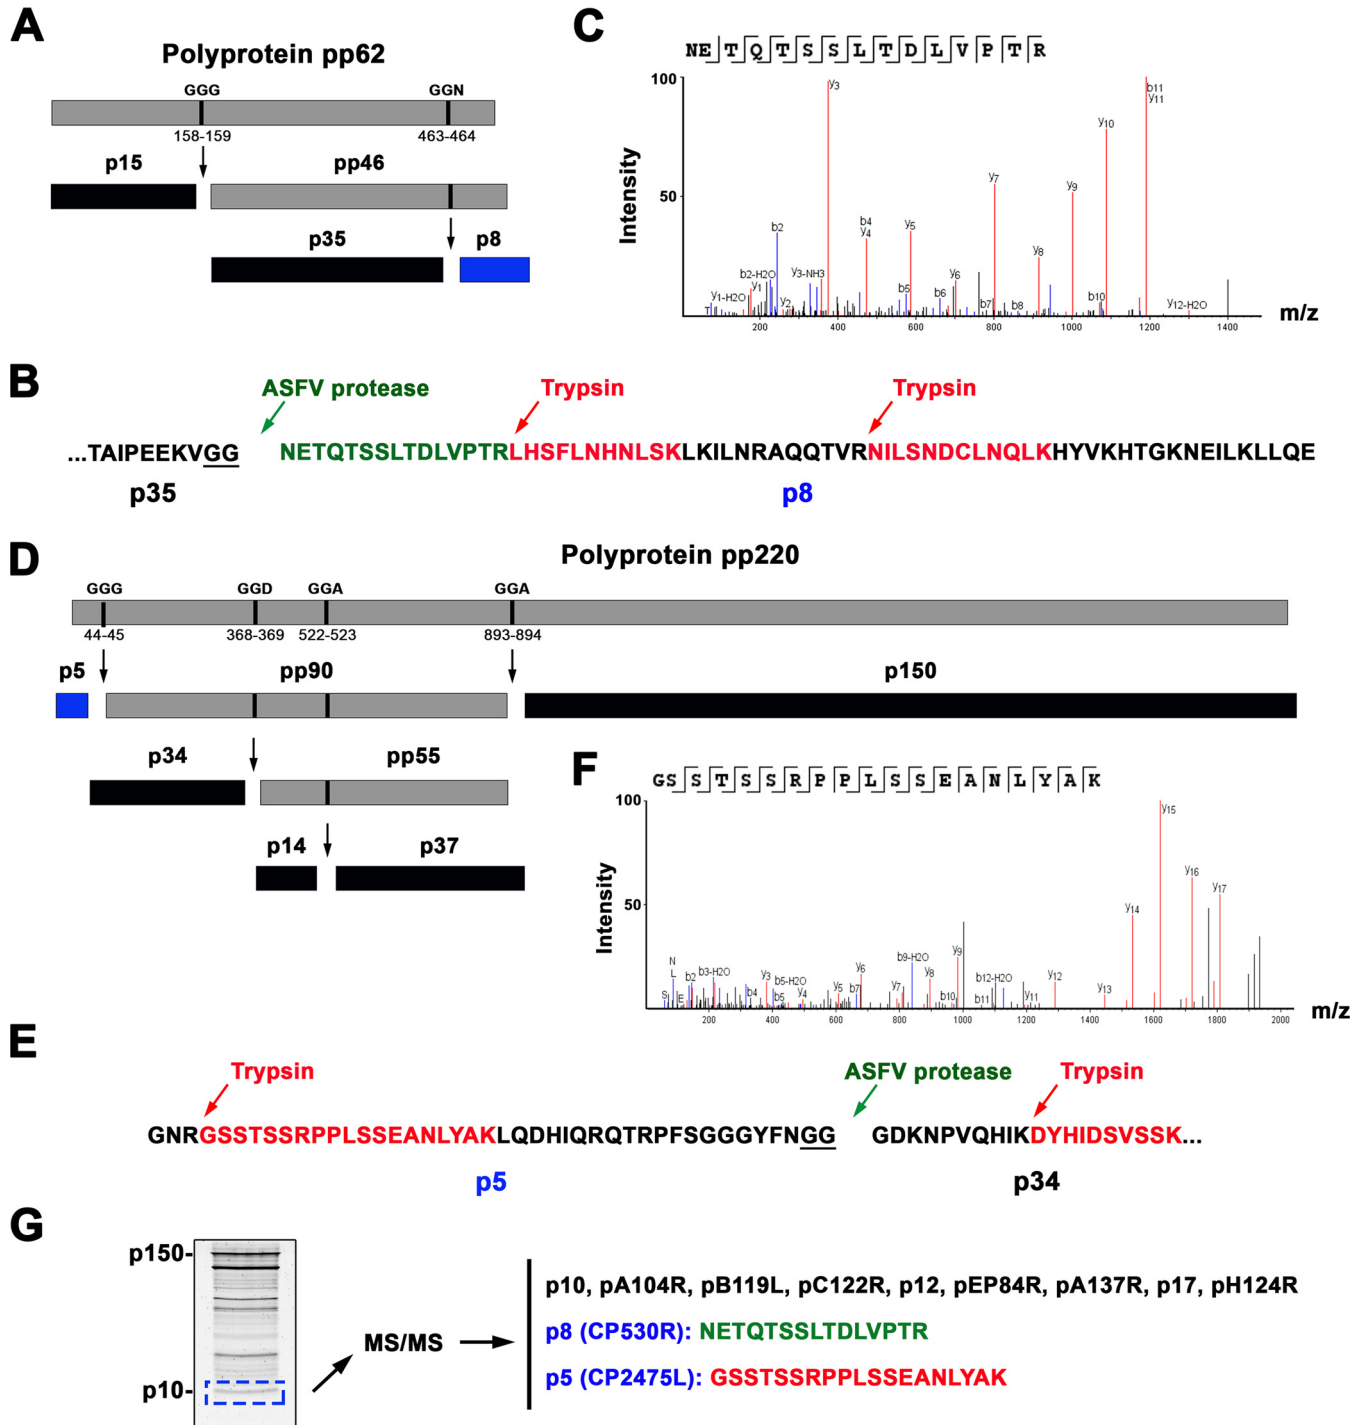 A
Polyprotein pp62
GGG GGN
158-159 463-464
p15 pp46
p35 p8
C
NETQTSSLTDLVPTR
100
50
Intensity
y3
b11
y11
y10
y7
y9
b4
y4
y5
b2
y8
b2-H2O
y3-NH3
y1
y1-H2O
y2
b5
b6
y6
b7
b8
b10
y12-H2O
T
200 400 600 800 1000 1200 1400
m/z
B
ASFV protease Trypsin Trypsin
...TAIPEEKVGG NETQTSSLTDLVPTRLHSFLNHNLSKLKILNRAQQTVRNILSNDCLNQLKHYVKHTGKNEILKLLQE
p35 p8
D
Polyprotein pp220
GGG GGD GGA GGA
44-45 368-369 522-523 893-894
p5 pp90 p150
p34 pp55
p14 p37
F
GSSTSSRPPLSSEANLYAK
100
50
Intensity
y15
y16
y17
y14
y9
N
L
S
E
b2
b3-H2O
b4
y3
b5-H2O
b5
y4
y5
y6
b7
y7
b9-H2O
y8
b10
b11
b12-H2O
y11
y12
y13
200 400 600 800 1000 1200 1400 1600 1800 2000
m/z
E
Trypsin ASFV protease Trypsin
GNRGSSTSSRPPLSSEANLYAKLQDHIQRQTRPFSGGGYFNGG GDKNPVQHIKDYHIDSVSSK...
p5 p34
G
p150-
p10-
MS/MS
p10, pA104R, pB119L, pC122R, p12, pEP84R, pA137R, p17, pH124R
p8 (CP530R): NETQTSSLTDLVPTR
p5 (CP2475L): GSSTSSRPPLSSEANLYAK